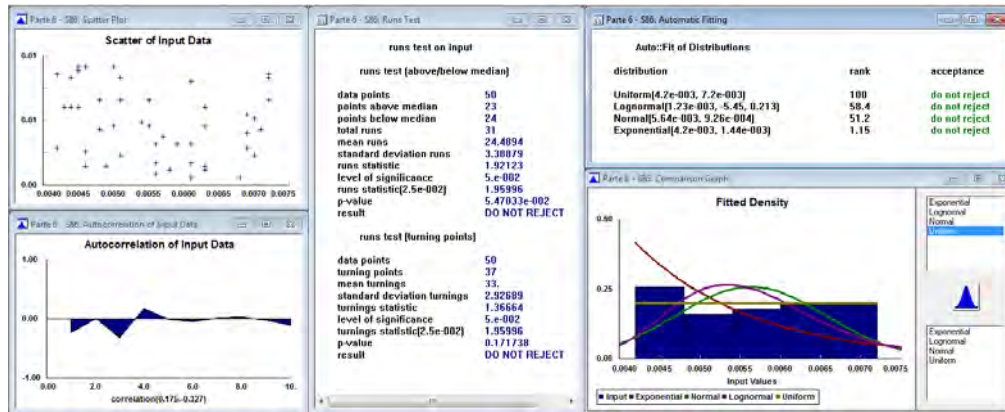 Parte 6 - S86: Scatter Plot
Scatter of Input Data
0.01
0.01
0.00
0.0040 0.0045 0.0050 0.0055 0.0060 0.0065 0.0070 0.0075
Parte 6 - S86: Autocorrelation of Input Data
Autocorrelation of Input Data
1.00
0.00
-1.00
0.00 2.0 4.0 6.0 8.0 10.
correlation(0.175,-0.327)
Parte 6 - S86: Runs Test
runs test on input
runs test (above/below median)
data points 50
points above median 23
points below median 24
total runs 31
mean runs 24.4894
standard deviation runs 3.38879
runs statistic 1.92123
level of significance 5.e-002
runs statistic(2.5e-002) 1.95996
p-value 5.47033e-002
result DO NOT REJECT
runs test (turning points)
data points 50
turning points 37
mean turnings 33.
standard deviation turnings 2.92689
turnings statistic 1.36664
level of significance 5.e-002
turnings statistic(2.5e-002) 1.95996
p-value 0.171738
result DO NOT REJECT
Parte 6 - S86: Automatic Fitting
Auto::Fit of Distributions
distribution rank acceptance
Uniform(4.2e-003, 7.2e-003) 100 do not reject
Lognormal(1.23e-003, -5.45, 0.213) 58.4 do not reject
Normal(5.64e-003, 9.26e-004) 51.2 do not reject
Exponential(4.2e-003, 1.44e-003) 1.15 do not reject
Parte 6 - S86: Comparison Graph
Fitted Density
0.50
0.25
0.00
0.0040 0.0045 0.0050 0.0055 0.0060 0.0065 0.0070 0.0075
Input Values
Input Exponential Normal Lognormal Uniform
Exponential
Lognormal
Normal
Uniform
Exponential
Lognormal
Normal
Uniform